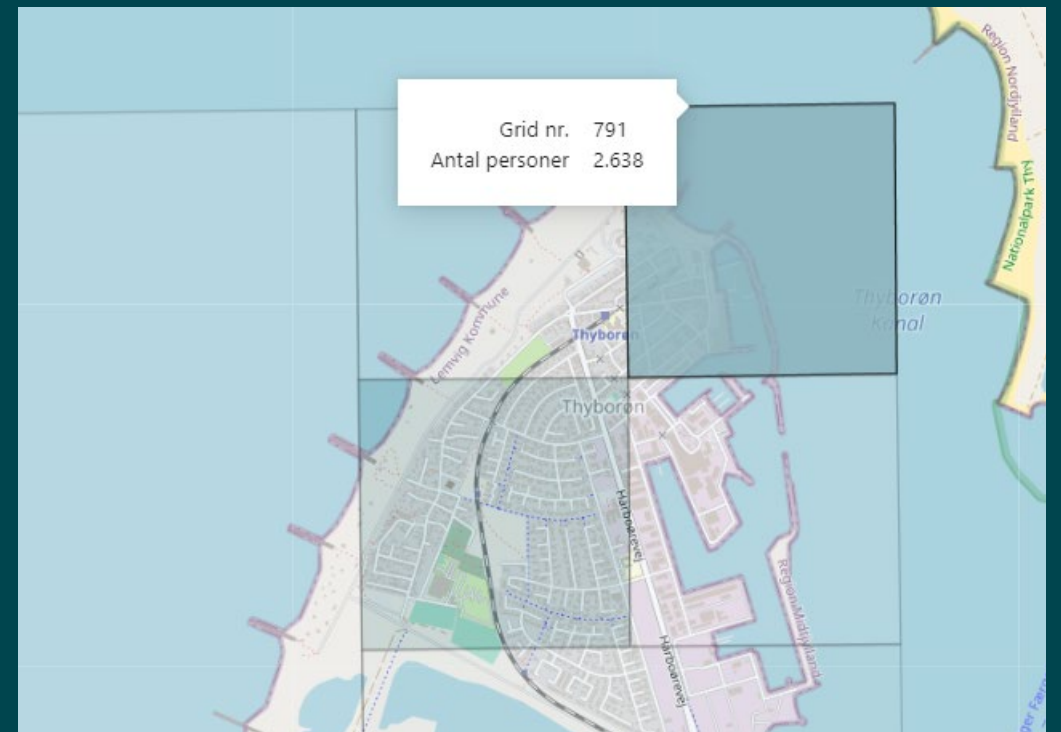 Region Nordjylland
Grid nr. 791
Antal personer 2.638
Nationalpark Thy
Lemvig Kommune
Thyborøn
Kanal
Thyborøn
Thyborøn
Harboørevej
Region Midtjylland
Harboørevej